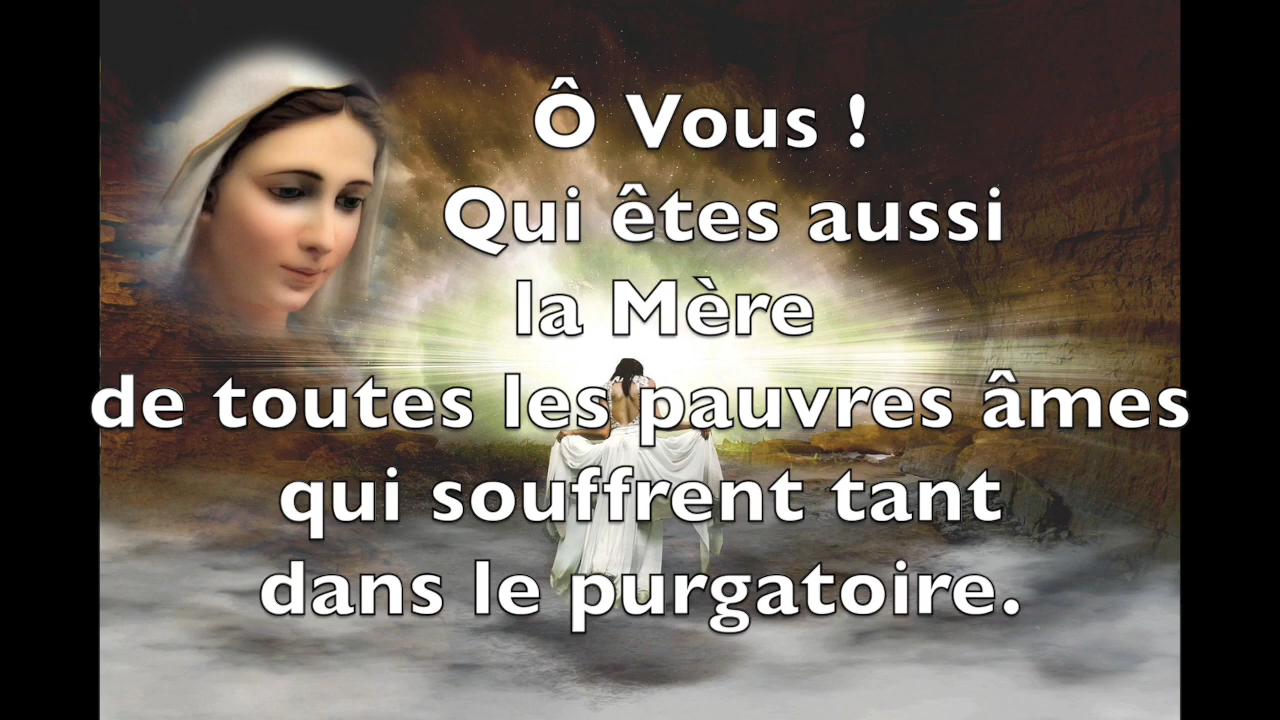 Ô Vous !
Qui êtes aussi
la Mère
de toutes les pauvres âmes
qui souffrent tant
dans le purgatoire.